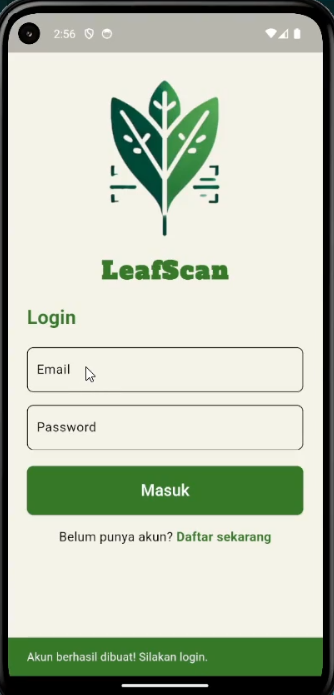 2:56
LeafScan
Login
Email
Password
Masuk
Belum punya akun? Daftar sekarang
Akun berhasil dibuat! Silakan login.